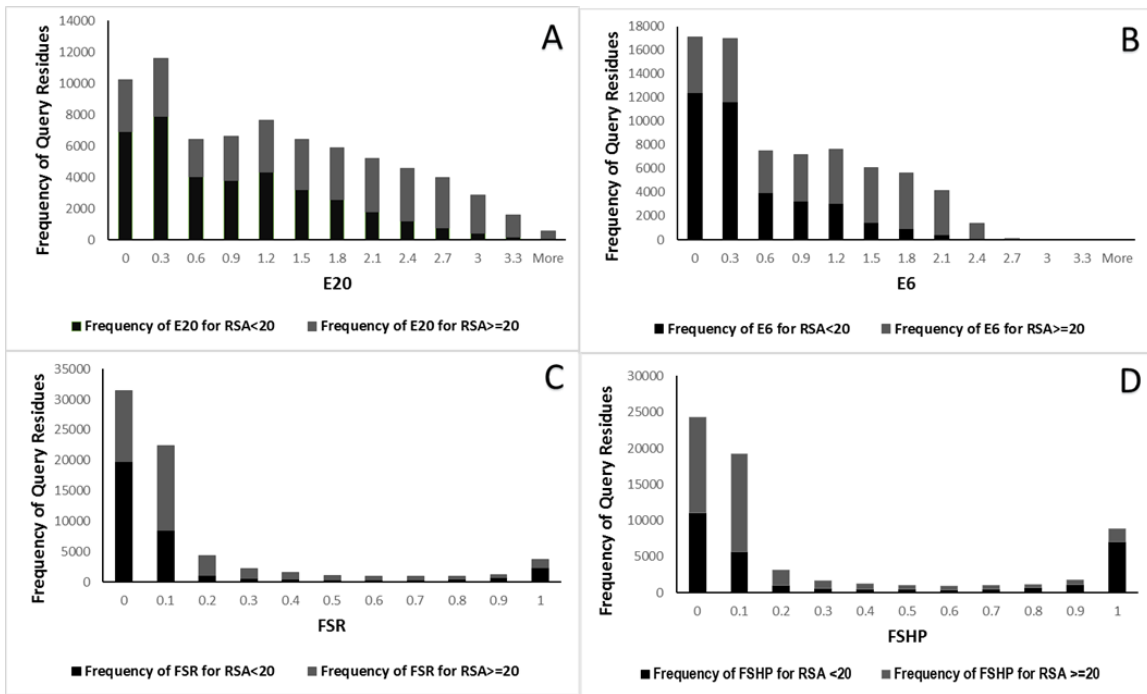 A
Frequency of Query Residues
14000
12000
10000
8000
6000
4000
2000
0
0 0.3 0.6 0.9 1.2 1.5 1.8 2.1 2.4 2.7 3 3.3 More
E20
Frequency of E20 for RSA<20 Frequency of E20 for RSA>=20
B
Frequency of Query Residues
18000
16000
14000
12000
10000
8000
6000
4000
2000
0
0 0.3 0.6 0.9 1.2 1.5 1.8 2.1 2.4 2.7 3 3.3 More
E6
Frequency of E6 for RSA<20 Frequency of E6 for RSA>=20
C
Frequency of Query Residues
35000
30000
25000
20000
15000
10000
5000
0
0 0.1 0.2 0.3 0.4 0.5 0.6 0.7 0.8 0.9 1
FSR
Frequency of FSR for RSA<20 Frequency of FSR for RSA>=20
D
Frequency of Query Residues
30000
25000
20000
15000
10000
5000
0
0 0.1 0.2 0.3 0.4 0.5 0.6 0.7 0.8 0.9 1
FSHP
Frequency of FSHP for RSA <20 Frequency of FSHP for RSA >=20